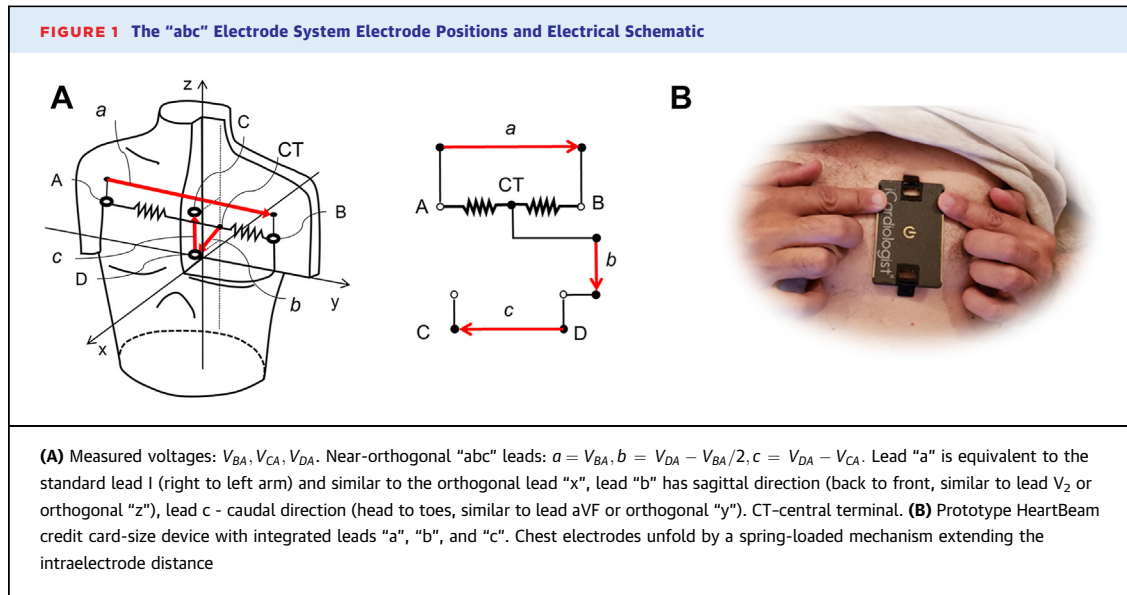 FIGURE 1 The “abc” Electrode System Electrode Positions and Electrical Schematic
A
z
a
C
CT
A
B
c
D
y
b
x
a
CT
A
B
b
c
C
D
B
iCardiologist®
(A) Measured voltages: V_BA, V_CA, V_DA. Near-orthogonal “abc” leads: a = V_BA, b = V_DA − V_BA/2, c = V_DA − V_CA. Lead “a” is equivalent to the
standard lead I (right to left arm) and similar to the orthogonal lead “x”, lead “b” has sagittal direction (back to front, similar to lead V₂ or
orthogonal “z”), lead c - caudal direction (head to toes, similar to lead aVF or orthogonal “y”). CT–central terminal. (B) Prototype HeartBeam
credit card-size device with integrated leads “a”, “b”, and “c”. Chest electrodes unfold by a spring-loaded mechanism extending the
intraelectrode distance